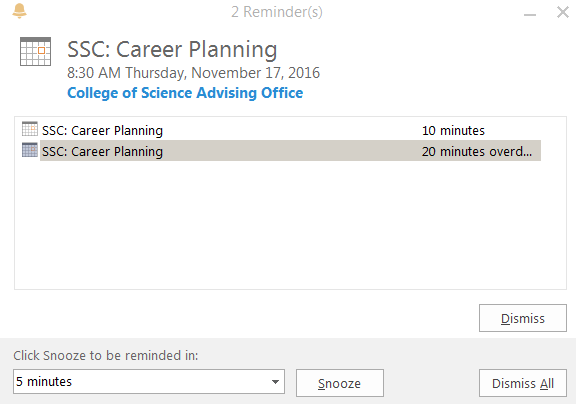 2 Reminder(s)
SSC: Career Planning
8:30 AM Thursday, November 17, 2016
College of Science Advising Office
SSC: Career Planning 10 minutes
SSC: Career Planning 20 minutes overd...
Dismiss
Click Snooze to be reminded in:
5 minutes Snooze Dismiss All